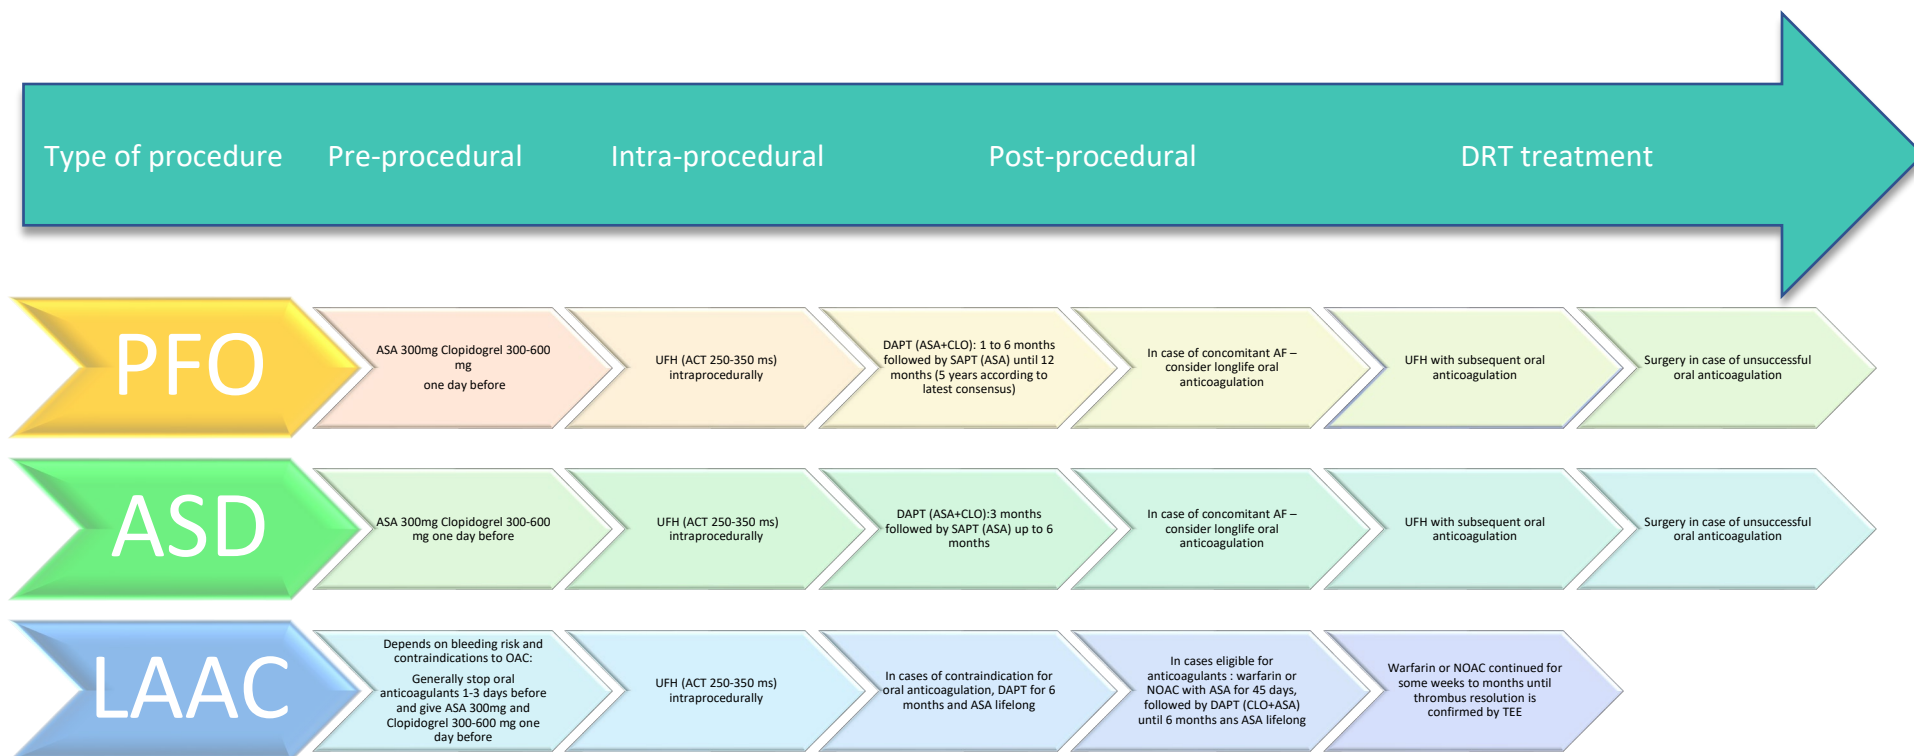 Type of procedure
Pre-procedural
Intra-procedural
Post-procedural
DRT treatment
PFO
ASA 300mg Clopidogrel 300-600
mg
one day before
UFH (ACT 250-350 ms)
intraprocedurally
DAPT (ASA+CLO): 1 to 6 months
followed by SAPT (ASA) until 12
months (5 years according to
latest consensus)
In case of concomitant AF –
consider longlife oral
anticoagulation
UFH with subsequent oral
anticoagulation
Surgery in case of unsuccessful
oral anticoagulation
ASD
ASA 300mg Clopidogrel 300-600
mg one day before
UFH (ACT 250-350 ms)
intraprocedurally
DAPT (ASA+CLO):3 months
followed by SAPT (ASA) up to 6
months
In case of concomitant AF –
consider longlife oral
anticoagulation
UFH with subsequent oral
anticoagulation
Surgery in case of unsuccessful
oral anticoagulation
LAAC
Depends on bleeding risk and
contraindications to OAC:
Generally stop oral
anticoagulants 1-3 days before
and give ASA 300mg and
Clopidogrel 300-600 mg one
day before
UFH (ACT 250-350 ms)
intraprocedurally
In cases of contraindication for
oral anticoagulation, DAPT for 6
months and ASA lifelong
In cases eligible for
anticoagulants : warfarin or
NOAC with ASA for 45 days,
followed by DAPT (CLO+ASA)
until 6 months ans ASA lifelong
Warfarin or NOAC continued for
some weeks to months until
thrombus resolution is
confirmed by TEE